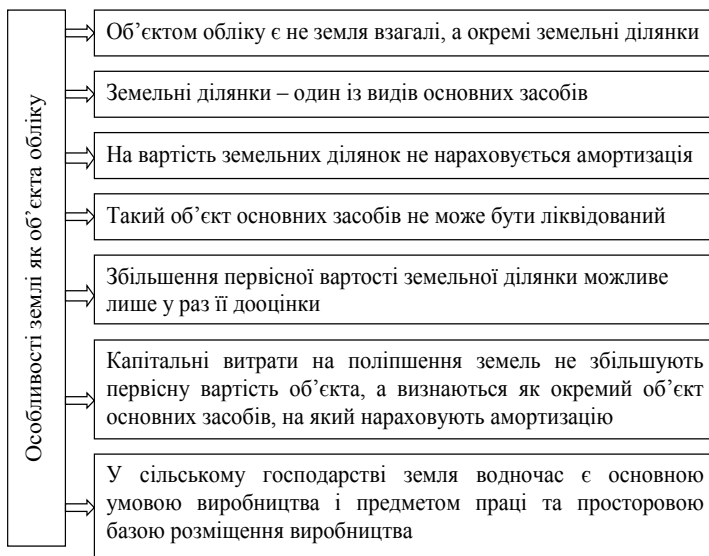 Особливості землі як об’єкта обліку
Об’єктом обліку є не земля взагалі, а окремі земельні ділянки
Земельні ділянки – один із видів основних засобів
На вартість земельних ділянок не нараховується амортизація
Такий об’єкт основних засобів не може бути ліквідований
Збільшення первісної вартості земельної ділянки можливе
лише у раз її дооцінки
Капітальні витрати на поліпшення земель не збільшують
первісну вартість об’єкта, а визнаються як окремий об’єкт
основних засобів, на який нараховують амортизацію
У сільському господарстві земля водночас є основною
умовою виробництва і предметом праці та просторовою
базою розміщення виробництва